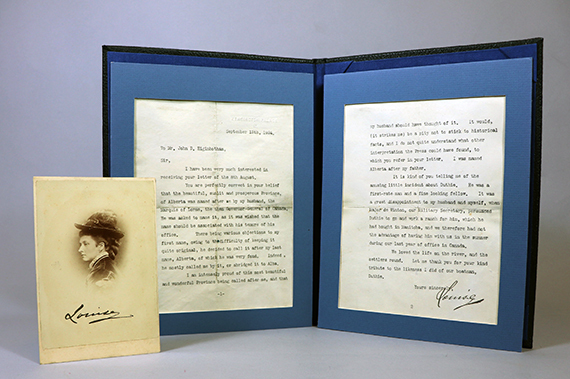 Louise
September 18th, 1934.
To Mr. John D. Higinbotham,
Sir,
I have been very much interested in
receiving your letter of the 8th August.
You are perfectly correct in your belief
that the beautiful, sunlit and prosperous Province,
of Alberta was named after me by my husband, the
Marquis of Lorne, the then Governor-General of Canada,
He was asked to name it, as it was wished that the
name should be associated with his tenure of his
office. There being various objections to my
first name, owing to the difficulty of keeping it
quite original, he decided to call it after my last
name, Alberta, of which he was very fond. Indeed, he
mostly called me by it, or abridged it to Alba.
I am intensely proud of this most beautiful
and wonderful Province being called after me, and that
-1-
my husband should have thought of it. It would,
(it strikes me) be a pity not to stick to historical
facts, and I do not quite understand what other
interpretation the Press could have found, to
which you refer in your letter. I was named
Alberta after my father.
It is kind of you telling me of the
amusing little incident about Duthie. He was a
first-rate man and a fine looking fellow. It was
a great disappointment to my husband and myself, when
Major de Winton, our Military Secretary, persuaded
Duthie to go and work a ranch for him, which he
had bought in Manitoba, and we therefore had not
the advantage of having him with us in the summer
during our last year of office in Canada.
He loved the life on the river, and the
settlers round. Let me thank you for your kind
tribute to the likeness I did of our boatman,
Duthie.
Yours sincerely
Louise